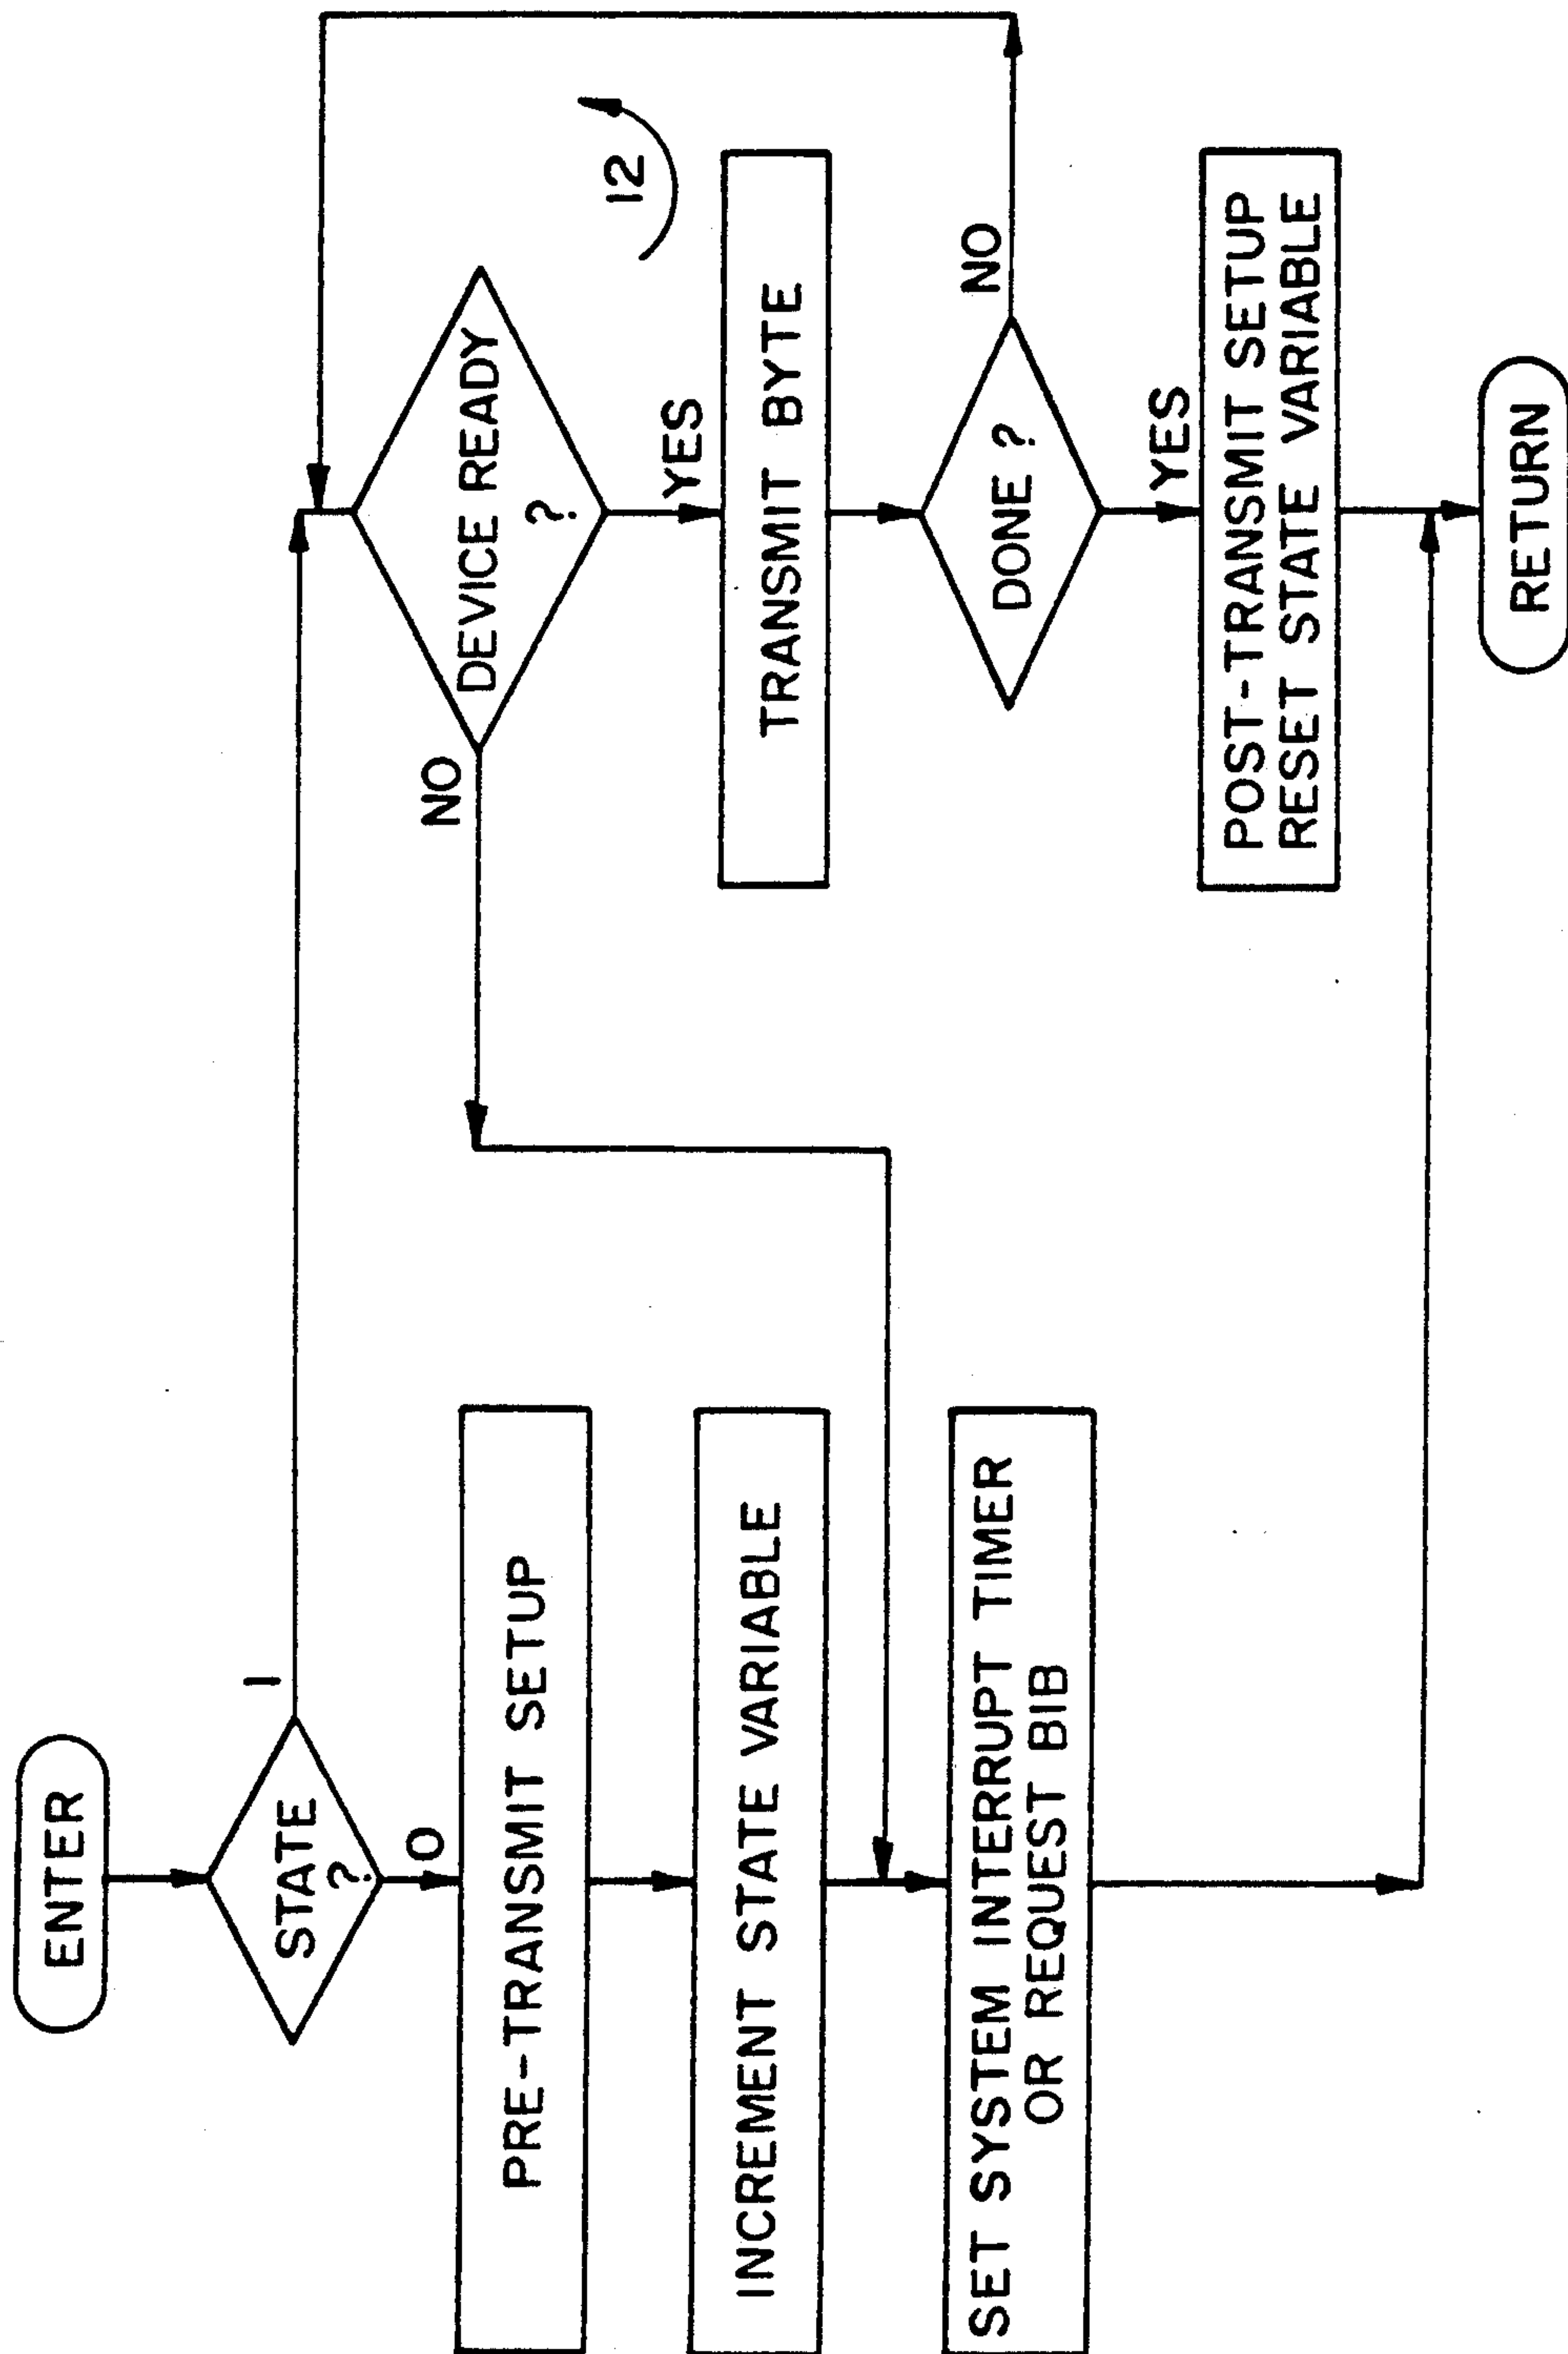 ENTER
STATE
?
1
0
PRE-TRANSMIT SETUP
INCREMENT STATE VARIABLE
SET SYSTEM INTERRUPT TIMER
OR REQUEST BIB
DEVICE READY
?
NO
YES
12
TRANSMIT BYTE
DONE ?
NO
YES
POST-TRANSMIT SETUP
RESET STATE VARIABLE
RETURN